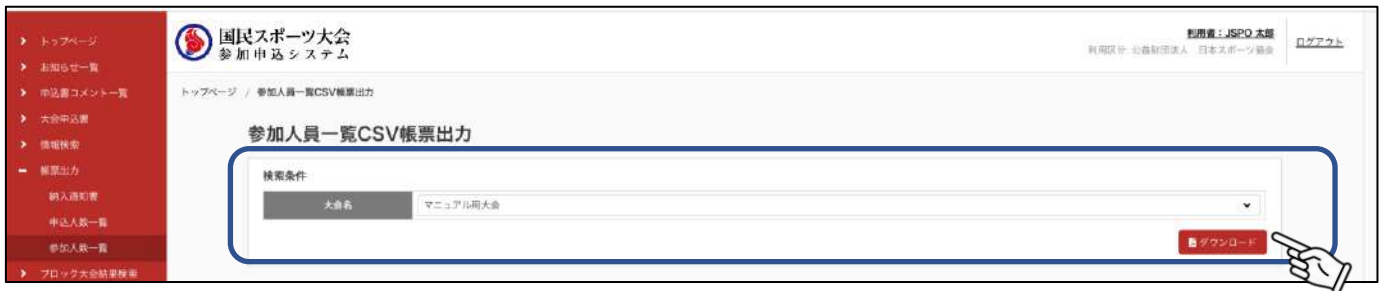 トップページ
お知らせ一覧
申込書コメント一覧
大会申込書
情報検索
帳票出力
納入通知書
申込人数一覧
参加人数一覧
ブロック大会結果検索
国民スポーツ大会
参加申込システム
利用者:JSPO 太郎
利用区分 公益財団法人 日本スポーツ協会
ログアウト
トップページ / 参加人員一覧CSV帳票出力
参加人員一覧CSV帳票出力
検索条件
大会名
マニュアル用大会
ダウンロード